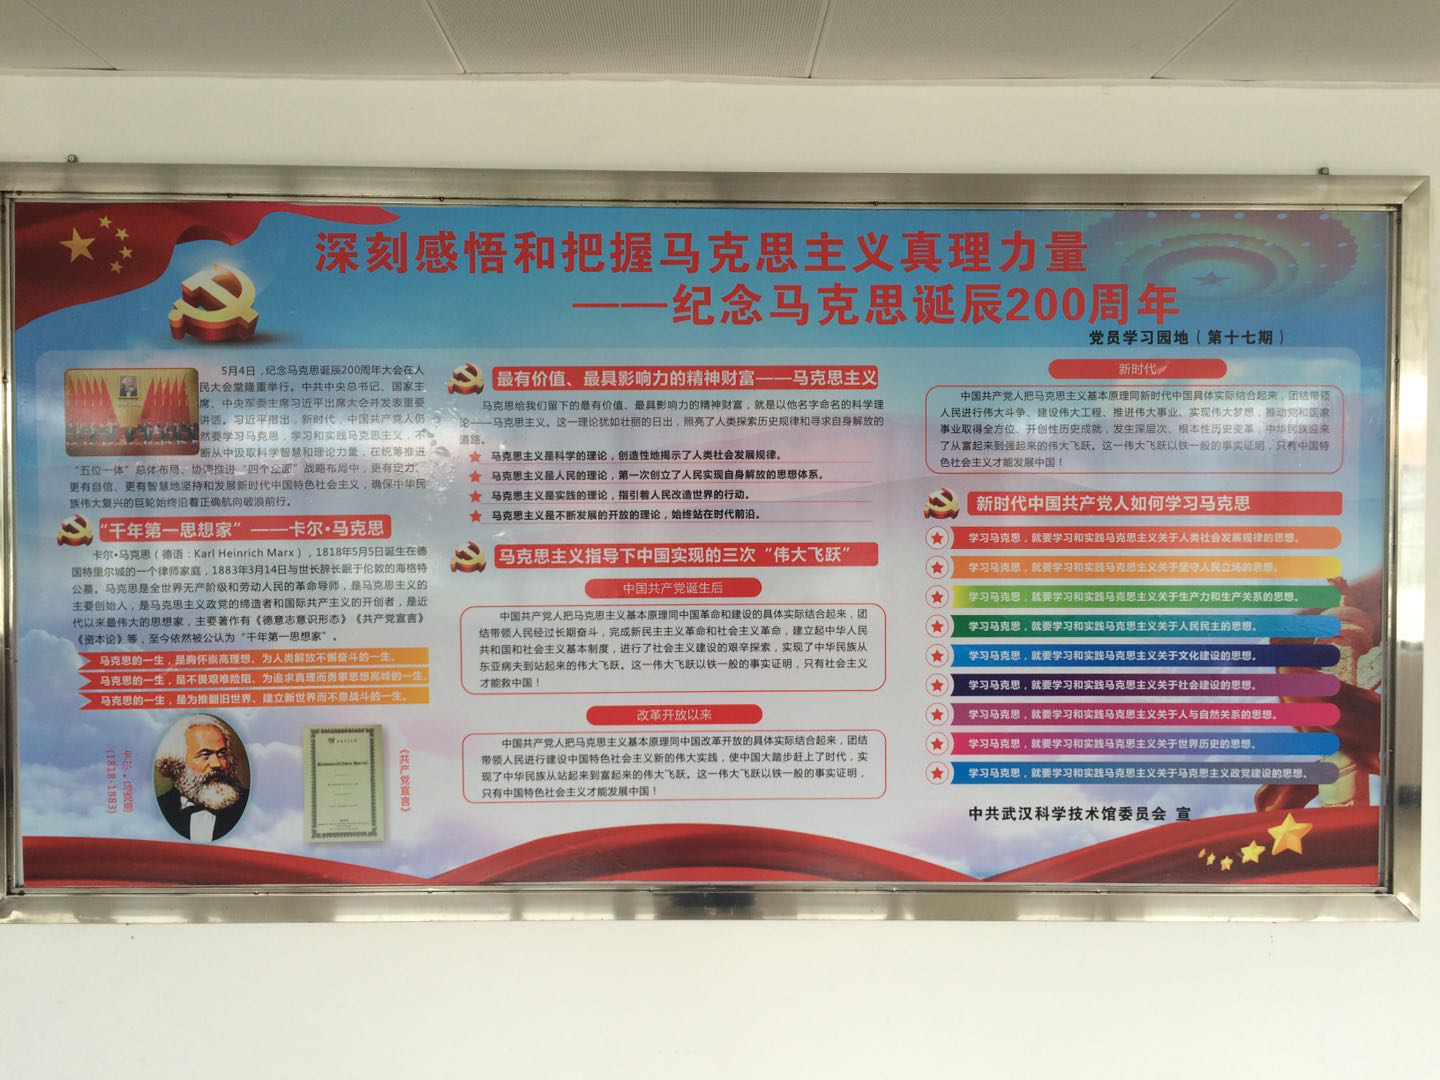 深刻感悟和把握马克思主义真理力量
——纪念马克思诞辰200周年
党员学习园地（第十七期）
5月4日，纪念马克思诞辰200周年大会在人
民大会堂隆重举行。中共中央总书记、国家主
席、中央军委主席习近平出席大会并发表重要
讲话。习近平指出，新时代，中国共产党人仍
然要学习马克思，学习和实践马克思主义，不
断从中汲取科学智慧和理论力量，在统筹推进
“五位一体”总体布局、协调推进“四个全面”战略布局中，更有定力、
更有自信、更有智慧地坚持和发展新时代中国特色社会主义，确保中华民
族伟大复兴的巨轮始终沿着正确航向破浪前行。
“千年第一思想家”——卡尔·马克思
卡尔·马克思（德语：Karl Heinrich Marx），1818年5月5日诞生在德
国特里尔城的一个律师家庭，1883年3月14日与世长辞长眠于伦敦的海格特
公墓。马克思是全世界无产阶级和劳动人民的革命导师，是马克思主义的
主要创始人，是马克思主义政党的缔造者和国际共产主义的开创者，是近
代以来最伟大的思想家，主要著作有《德意志意识形态》《共产党宣言》
《资本论》等，至今依然被公认为“千年第一思想家”。
马克思的一生，是胸怀崇高理想、为人类解放不懈奋斗的一生。
马克思的一生，是不畏艰难险阻、为追求真理而勇攀思想高峰的一生。
马克思的一生，是为推翻旧世界、建立新世界而不息战斗的一生。
卡尔·马克思
(1818-1883)
《共产党宣言》
最有价值、最具影响力的精神财富——马克思主义
马克思给我们留下的最有价值、最具影响力的精神财富，就是以他名字命名的科学理
论——马克思主义。这一理论犹如壮丽的日出，照亮了人类探索历史规律和寻求自身解放的
道路。
马克思主义是科学的理论，创造性地揭示了人类社会发展规律。
马克思主义是人民的理论，第一次创立了人民实现自身解放的思想体系。
马克思主义是实践的理论，指引着人民改造世界的行动。
马克思主义是不断发展的开放的理论，始终站在时代前沿。
马克思主义指导下中国实现的三次“伟大飞跃”
中国共产党诞生后
中国共产党人把马克思主义基本原理同中国革命和建设的具体实际结合起来，团
结带领人民经过长期奋斗，完成新民主主义革命和社会主义革命，建立起中华人民
共和国和社会主义基本制度，进行了社会主义建设的艰辛探索，实现了中华民族从
东亚病夫到站起来的伟大飞跃。这一伟大飞跃以铁一般的事实证明，只有社会主义
才能救中国！
改革开放以来
中国共产党人把马克思主义基本原理同中国改革开放的具体实际结合起来，团结
带领人民进行建设中国特色社会主义新的伟大实践，使中国大踏步赶上了时代，实
现了中华民族从站起来到富起来的伟大飞跃。这一伟大飞跃以铁一般的事实证明，
只有中国特色社会主义才能发展中国！
新时代
中国共产党人把马克思主义基本原理同新时代中国具体实际结合起来，团结带领
人民进行伟大斗争、建设伟大工程、推进伟大事业、实现伟大梦想，推动党和国家
事业取得全方位、开创性历史成就，发生深层次、根本性历史变革，中华民族迎来
了从富起来到强起来的伟大飞跃。这一伟大飞跃以铁一般的事实证明，只有中国特
色社会主义才能发展中国！
新时代中国共产党人如何学习马克思
学习马克思，就要学习和实践马克思主义关于人类社会发展规律的思想。
学习马克思，就要学习和实践马克思主义关于坚守人民立场的思想。
学习马克思，就要学习和实践马克思主义关于生产力和生产关系的思想。
学习马克思，就要学习和实践马克思主义关于人民民主的思想。
学习马克思，就要学习和实践马克思主义关于文化建设的思想。
学习马克思，就要学习和实践马克思主义关于社会建设的思想。
学习马克思，就要学习和实践马克思主义关于人与自然关系的思想。
学习马克思，就要学习和实践马克思主义关于世界历史的思想。
学习马克思，就要学习和实践马克思主义关于马克思主义政党建设的思想。
中共武汉科学技术馆委员会 宣